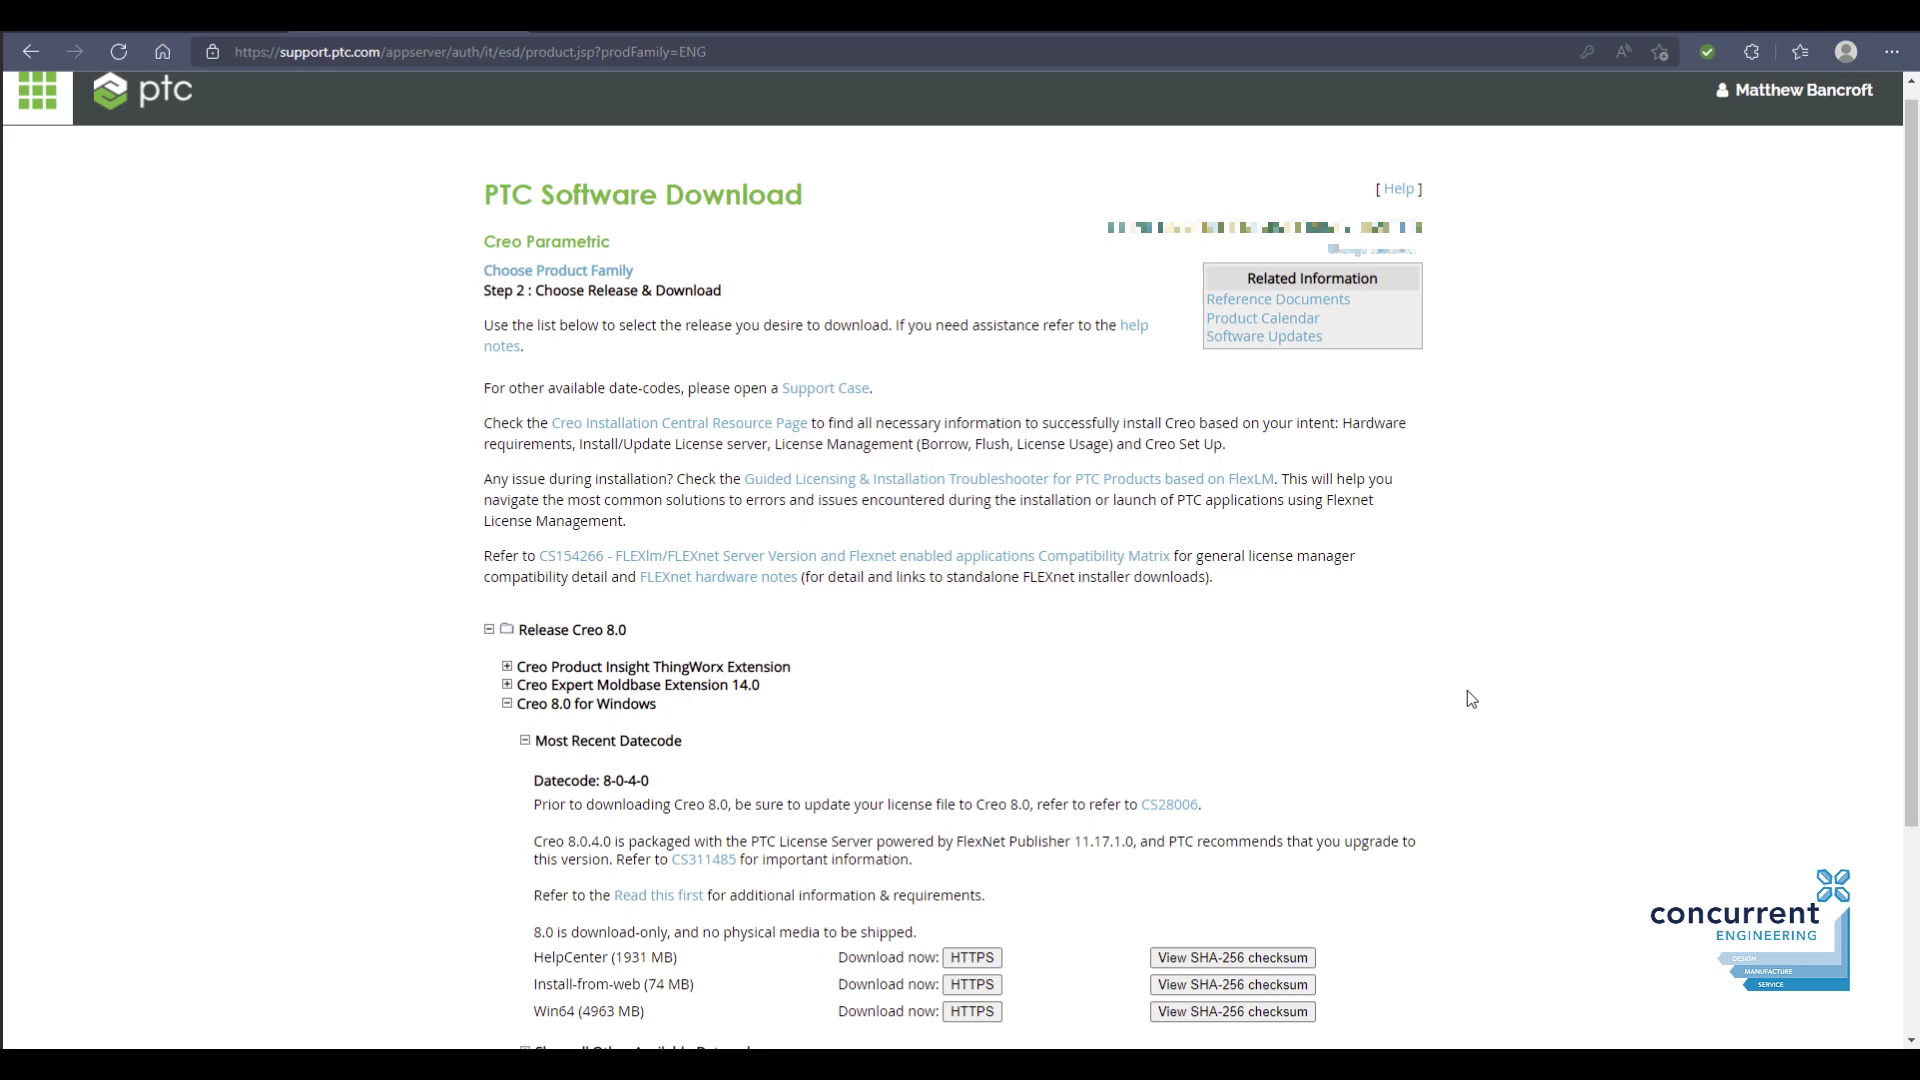 https://support.ptc.com/appserver/auth/it/esd/product.jsp?prodFamily=ENG
ptc
Matthew Bancroft
PTC Software Download
[ Help ]
Creo Parametric
Choose Product Family
Step 2 : Choose Release & Download
Related Information
Reference Documents
Product Calendar
Software Updates
Use the list below to select the release you desire to download. If you need assistance refer to the help
notes.
For other available date-codes, please open a Support Case.
Check the Creo Installation Central Resource Page to find all necessary information to successfully install Creo based on your intent: Hardware
requirements, Install/Update License server, License Management (Borrow, Flush, License Usage) and Creo Set Up.
Any issue during installation? Check the Guided Licensing & Installation Troubleshooter for PTC Products based on FlexLM. This will help you
navigate the most common solutions to errors and issues encountered during the installation or launch of PTC applications using Flexnet
License Management.
Refer to CS154266 - FLEXlm/FLEXnet Server Version and Flexnet enabled applications Compatibility Matrix for general license manager
compatibility detail and FLEXnet hardware notes (for detail and links to standalone FLEXnet installer downloads).
Release Creo 8.0
Creo Product Insight ThingWorx Extension
Creo Expert Moldbase Extension 14.0
Creo 8.0 for Windows
Most Recent Datecode
Datecode: 8-0-4-0
Prior to downloading Creo 8.0, be sure to update your license file to Creo 8.0, refer to refer to CS28006.
Creo 8.0.4.0 is packaged with the PTC License Server powered by FlexNet Publisher 11.17.1.0, and PTC recommends that you upgrade to
this version. Refer to CS311485 for important information.
Refer to the Read this first for additional information & requirements.
8.0 is download-only, and no physical media to be shipped.
HelpCenter (1931 MB) Download now: HTTPS View SHA-256 checksum
Install-from-web (74 MB) Download now: HTTPS View SHA-256 checksum
Win64 (4963 MB) Download now: HTTPS View SHA-256 checksum
concurrent
ENGINEERING
DESIGN
MANUFACTURE
SERVICE